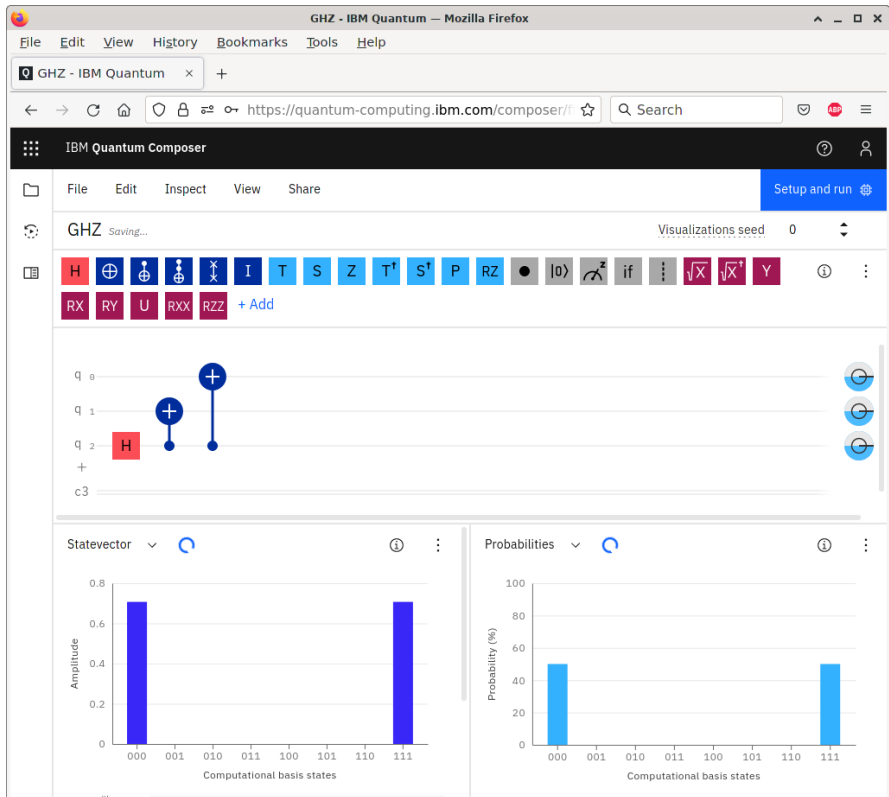 GHZ - IBM Quantum — Mozilla Firefox
File Edit View History Bookmarks Tools Help
Q GHZ - IBM Quantum × +
https://quantum-computing.ibm.com/composer/f Search ABP
IBM Quantum Composer
File Edit Inspect View Share Setup and run
GHZ Saving... Visualizations seed 0
H T S Z T† S† P RZ |0⟩ z if √X √X† Y
RX RY U RXX RZZ + Add
q 0
q 1
q 2 H
+
c3
Statevector
0.8
0.6
0.4
0.2
0
Amplitude
000 001 010 011 100 101 110 111
Computational basis states
Probabilities
100
80
60
40
20
0
Probability (%)
000 001 010 011 100 101 110 111
Computational basis states